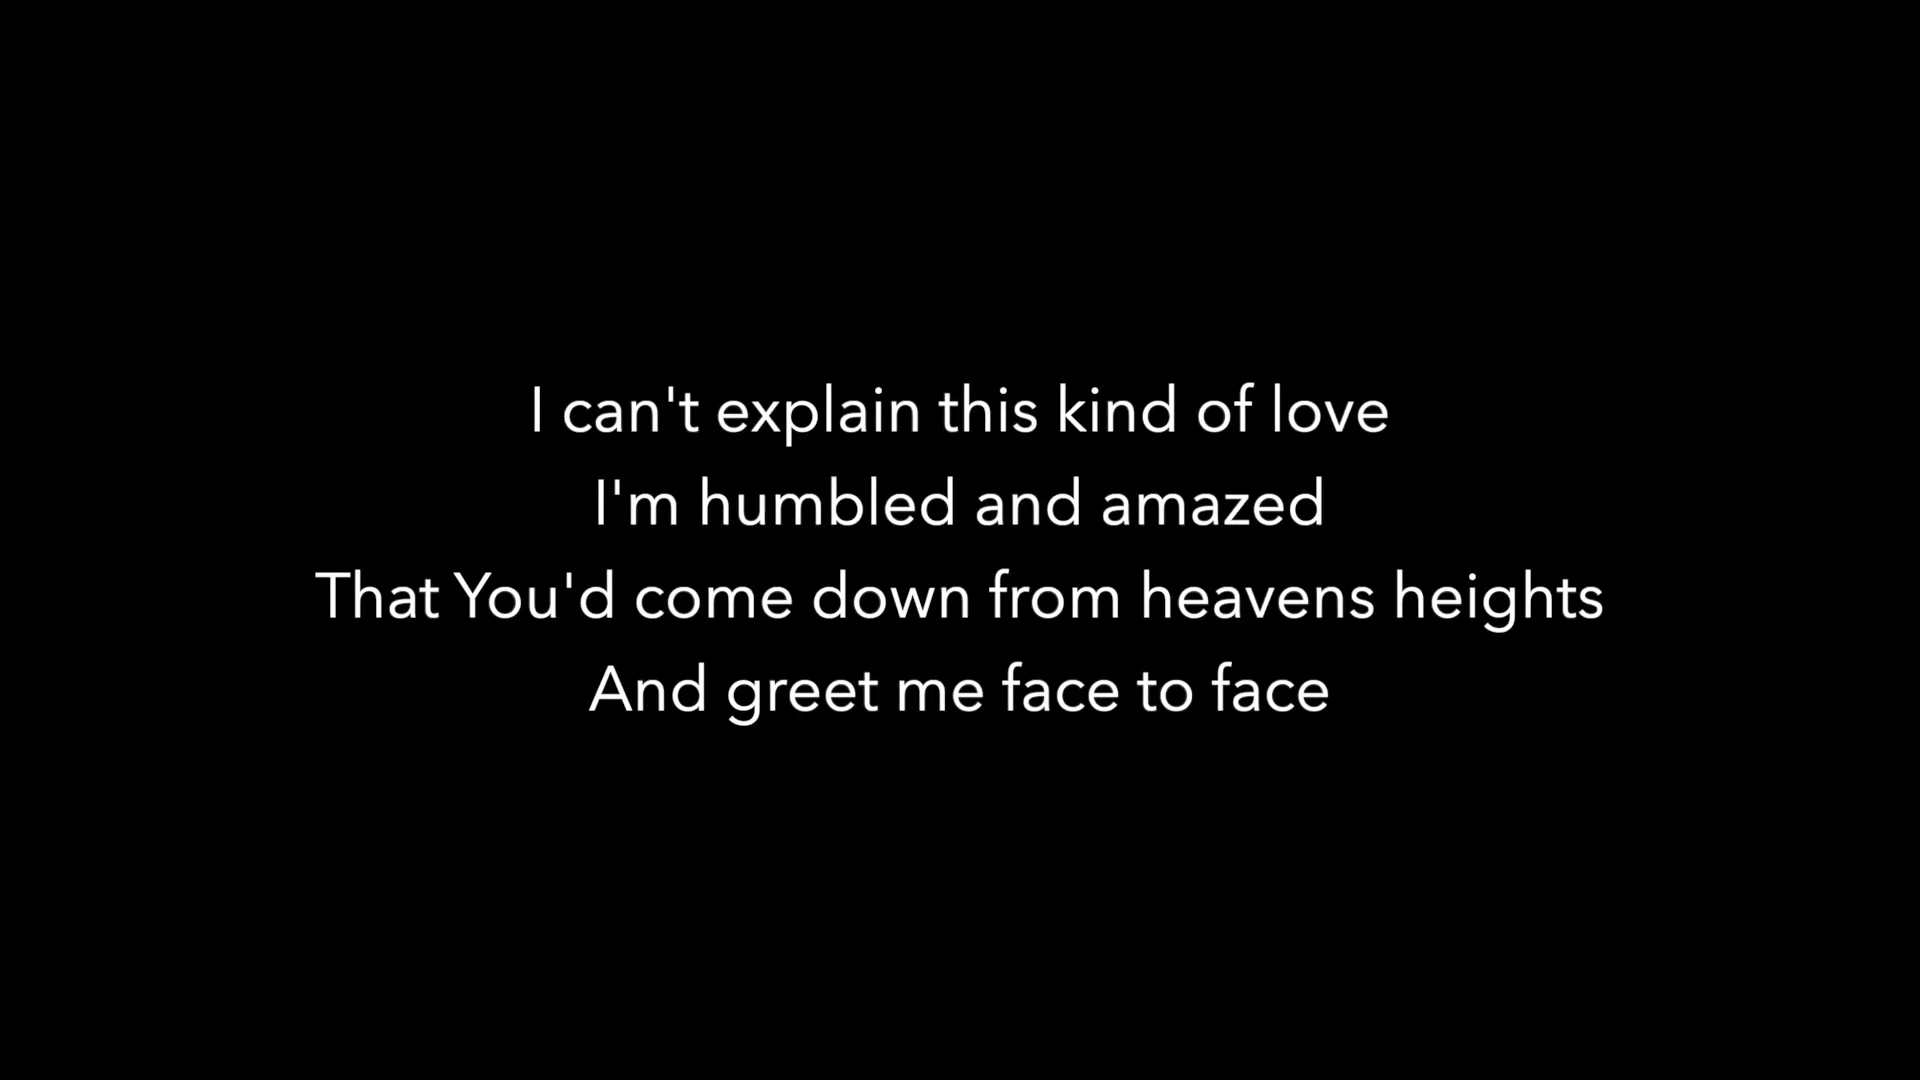 I can't explain this kind of love
I'm humbled and amazed
That You'd come down from heavens heights
And greet me face to face